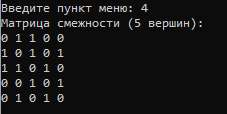 Введите пункт меню: 4
Матрица смежности (5 вершин):
0 1 1 0 0
1 0 1 0 1
1 1 0 1 0
0 0 1 0 1
0 1 0 1 0